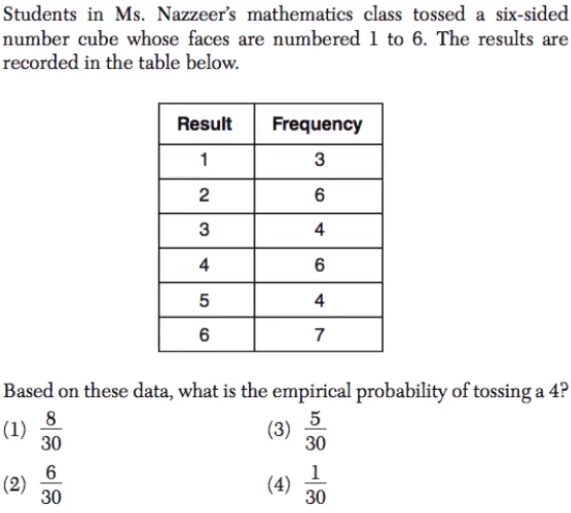 Students in Ms. Nazzeer's mathematics class tossed a six-sided
number cube whose faces are numbered 1 to 6. The results are
recorded in the table below.
Result Frequency
1 3
2 6
3 4
4 6
5 4
6 7
Based on these data, what is the empirical probability of tossing a 4?
(1) 8/30 (3) 5/30
(2) 6/30 (4) 1/30